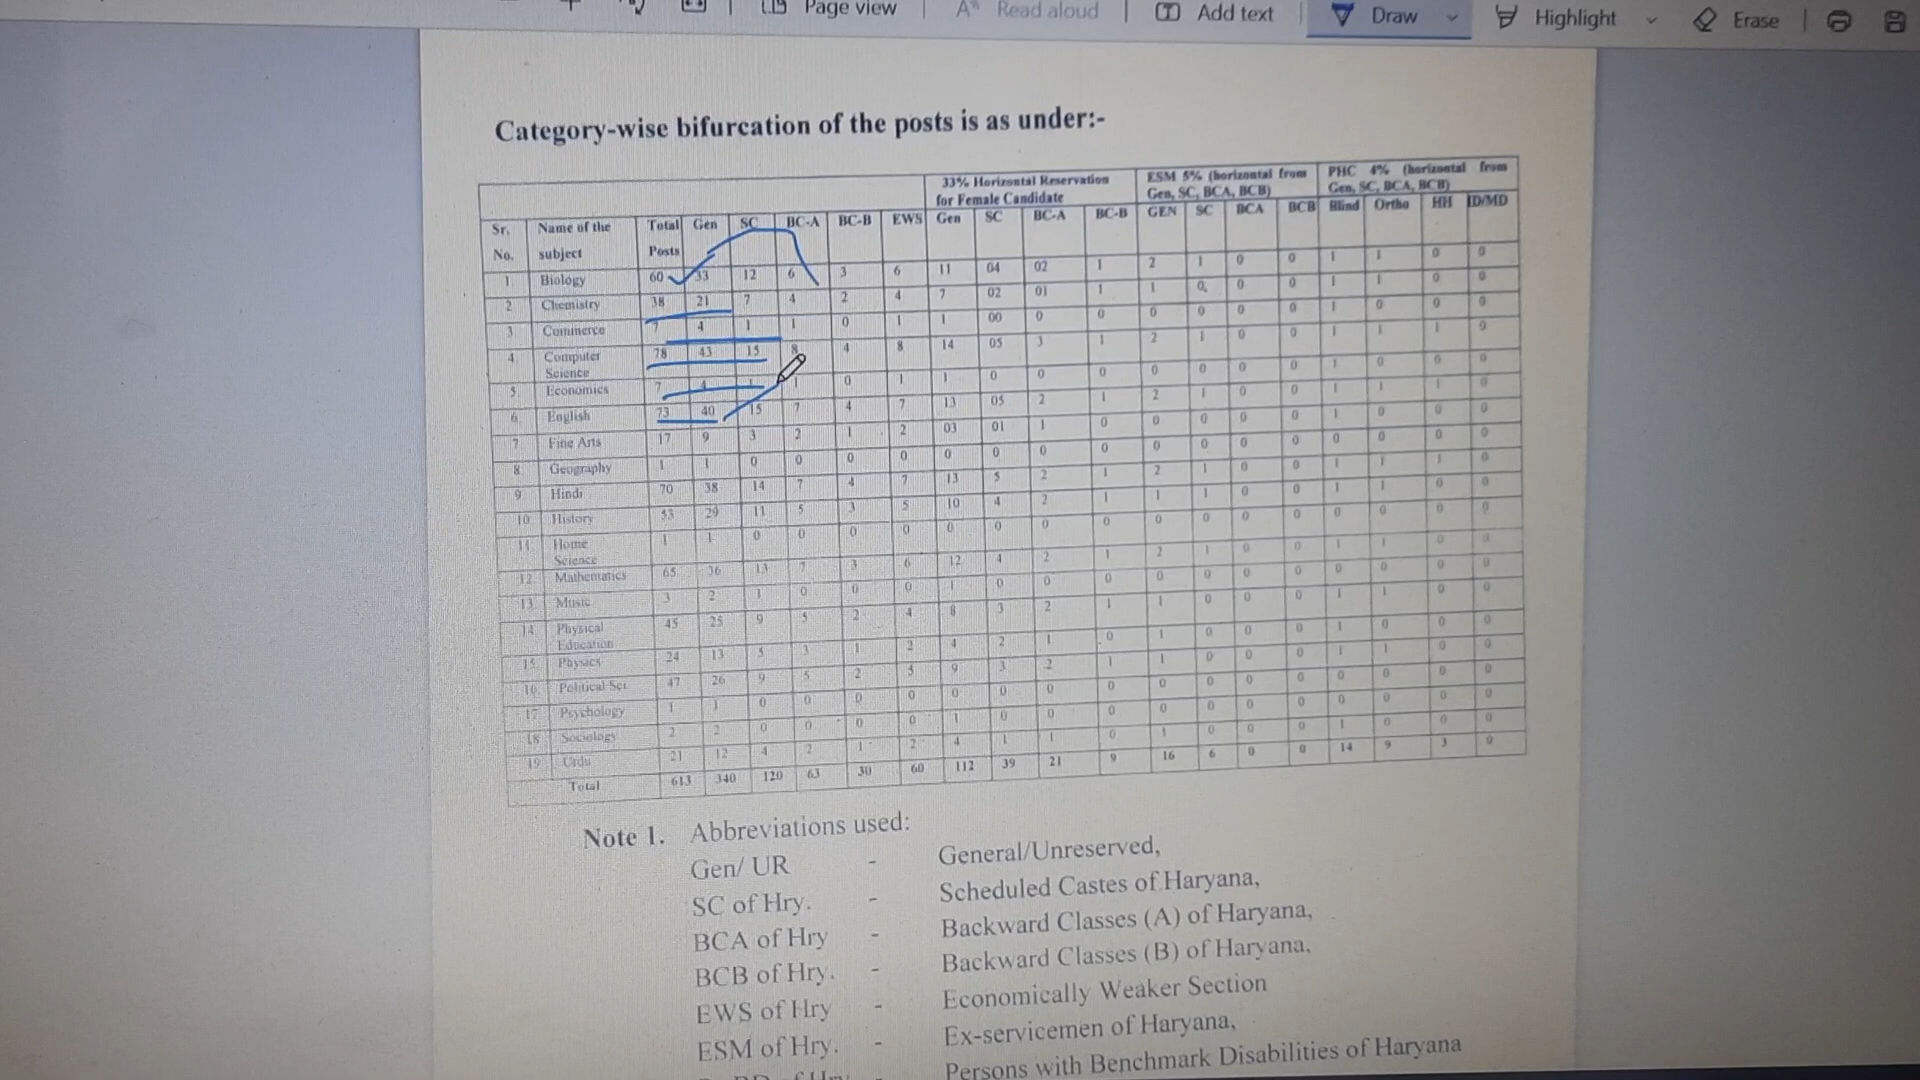 Page view | Read aloud | Add text | Draw | Highlight | Erase
Category-wise bifurcation of the posts is as under:-
33% Horizontal Reservation for Female Candidate | ESM 5% (horizontal from Gen, SC, BCA, BCB) | PHC 4% (horizontal from Gen, SC, BCA, BCB)
Sr. No. | Name of the subject | Total Posts | Gen | SC | BC-A | BC-B | EWS | Gen | SC | BC-A | BC-B | GEN | SC | BCA | BCB | Blind | Ortho | HH | ID/MD
1 Biology 60 33 12 6 3 6 11 04 02 1 2 1 0 0 1 1 0 0
2 Chemistry 38 21 7 4 2 4 7 02 01 1 1 0 0 0 1 1 0 0
3 Commerce 7 4 1 1 0 1 1 00 0 0 0 0 0 0 1 0 0 0
4 Computer Science 78 43 15 8 4 8 14 05 3 1 2 1 0 0 1 1 1 0
5 Economics 7 4 1 1 0 1 1 0 0 0 0 0 0 0 1 0 0 0
6 English 73 40 15 7 4 7 13 05 2 1 2 1 0 0 1 1 1 0
7 Fine Arts 17 9 3 2 1 2 03 01 1 0 0 0 0 0 1 0 0 0
8 Geography 1 1 0 0 0 0 0 0 0 0 0 0 0 0 0 0 0 0
9 Hindi 70 38 14 7 4 7 13 5 2 1 2 1 0 0 1 1 1 0
10 History 53 29 11 5 3 5 10 4 2 1 1 1 0 0 1 1 0 0
11 Home Science 1 1 0 0 0 0 0 0 0 0 0 0 0 0 0 0 0 0
12 Mathematics 65 36 13 7 3 6 12 4 2 1 2 1 0 0 1 1 0 0
13 Music 3 2 1 0 0 0 1 0 0 0 0 0 0 0 0 0 0 0
14 Physical Education 45 25 9 5 2 4 8 3 2 1 1 0 0 0 1 1 0 0
15 Physics 24 13 5 3 1 2 4 2 1 0 1 0 0 0 1 0 0 0
16 Political Sci. 47 26 9 5 2 5 9 3 2 1 1 0 0 0 1 1 0 0
17 Psychology 1 1 0 0 0 0 0 0 0 0 0 0 0 0 0 0 0 0
18 Sociology 2 2 0 0 0 0 1 0 0 0 0 0 0 0 0 0 0 0
19 Urdu 21 12 4 2 1 2 4 1 1 0 1 0 0 0 1 0 0 0
Total 613 340 120 63 30 60 112 39 21 9 16 6 0 0 14 9 3 0
Note 1. Abbreviations used:
Gen/ UR - General/Unreserved,
SC of Hry. - Scheduled Castes of Haryana,
BCA of Hry - Backward Classes (A) of Haryana,
BCB of Hry. - Backward Classes (B) of Haryana,
EWS of Hry - Economically Weaker Section
ESM of Hry. - Ex-servicemen of Haryana,
Persons with Benchmark Disabilities of Haryana